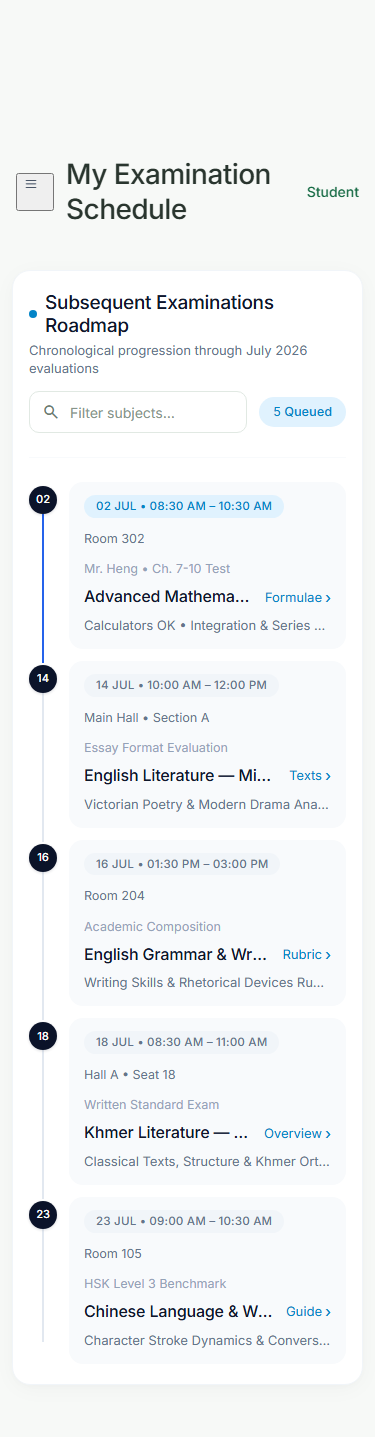 My Examination
Schedule
Student
Subsequent Examinations
Roadmap
Chronological progression through July 2026
evaluations
Filter subjects...
5 Queued
02
02 JUL • 08:30 AM – 10:30 AM
Room 302
Mr. Heng • Ch. 7-10 Test
Advanced Mathema... Formulae ›
Calculators OK • Integration & Series ...
14
14 JUL • 10:00 AM – 12:00 PM
Main Hall • Section A
Essay Format Evaluation
English Literature — Mi... Texts ›
Victorian Poetry & Modern Drama Ana...
16
16 JUL • 01:30 PM – 03:00 PM
Room 204
Academic Composition
English Grammar & Wr... Rubric ›
Writing Skills & Rhetorical Devices Ru...
18
18 JUL • 08:30 AM – 11:00 AM
Hall A • Seat 18
Written Standard Exam
Khmer Literature — ... Overview ›
Classical Texts, Structure & Khmer Ort...
23
23 JUL • 09:00 AM – 10:30 AM
Room 105
HSK Level 3 Benchmark
Chinese Language & W... Guide ›
Character Stroke Dynamics & Convers...